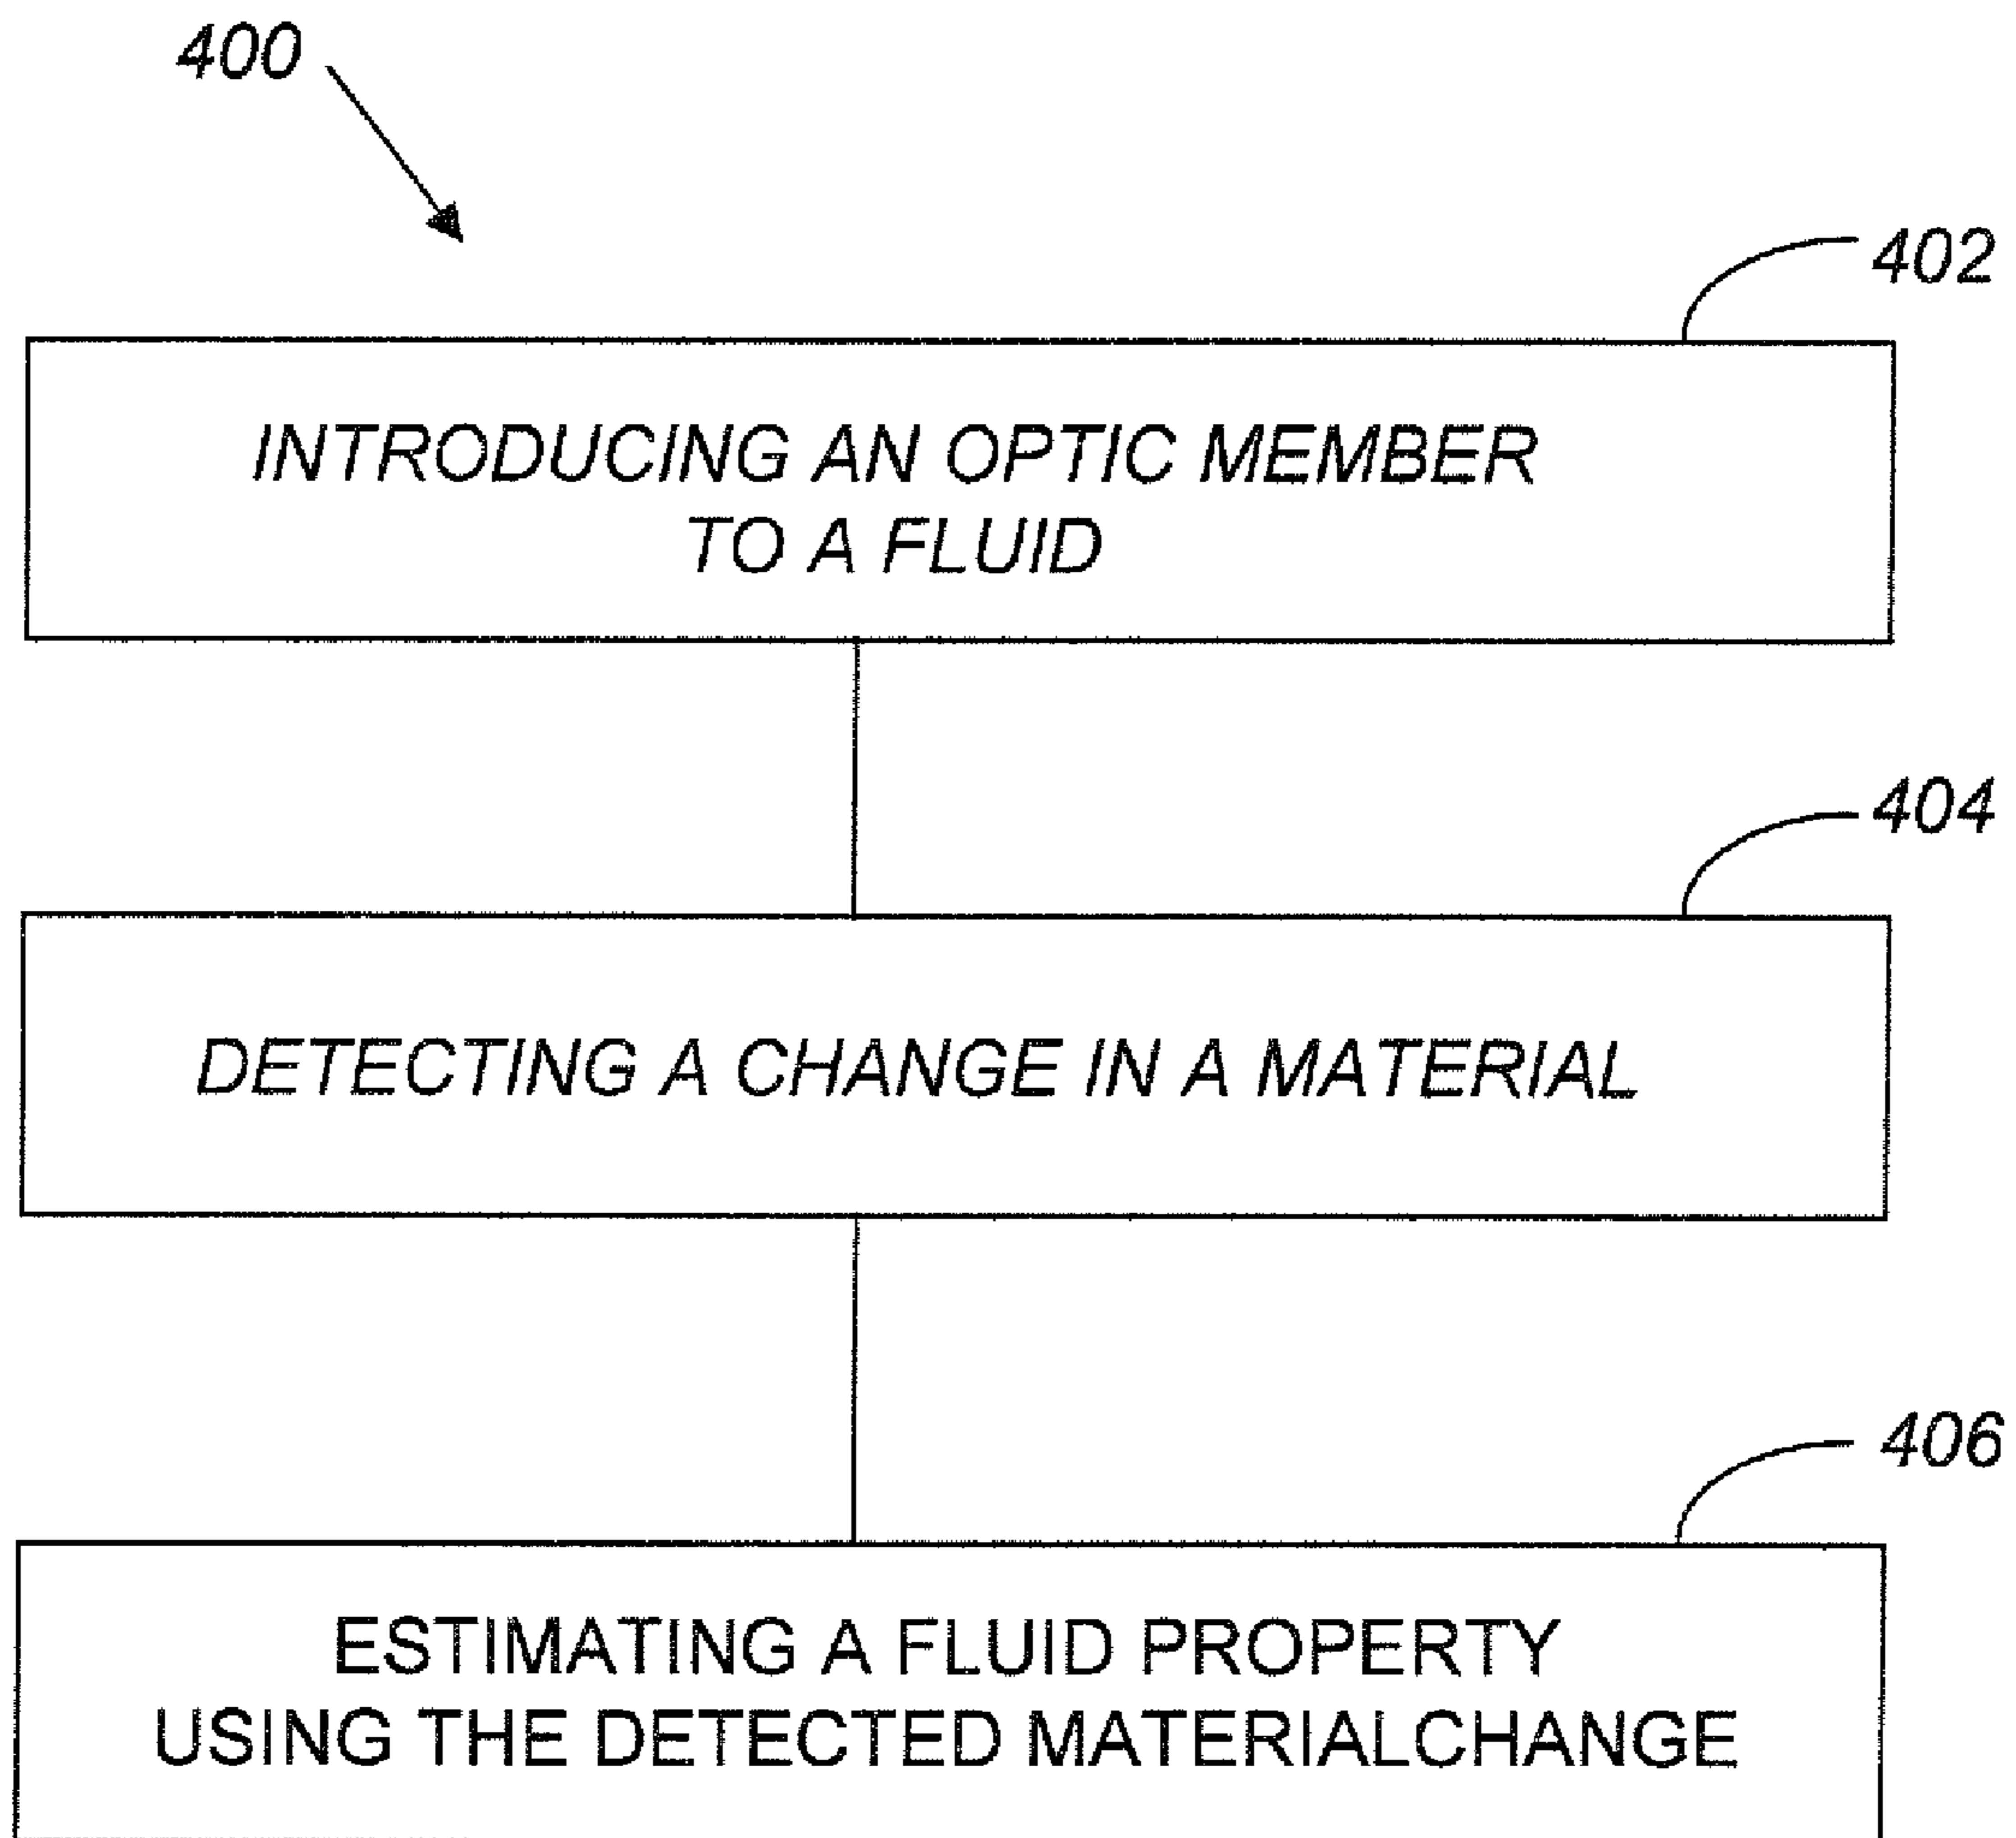 400
402
INTRODUCING AN OPTIC MEMBER
TO A FLUID
404
DETECTING A CHANGE IN A MATERIAL
406
ESTIMATING A FLUID PROPERTY
USING THE DETECTED MATERIALCHANGE